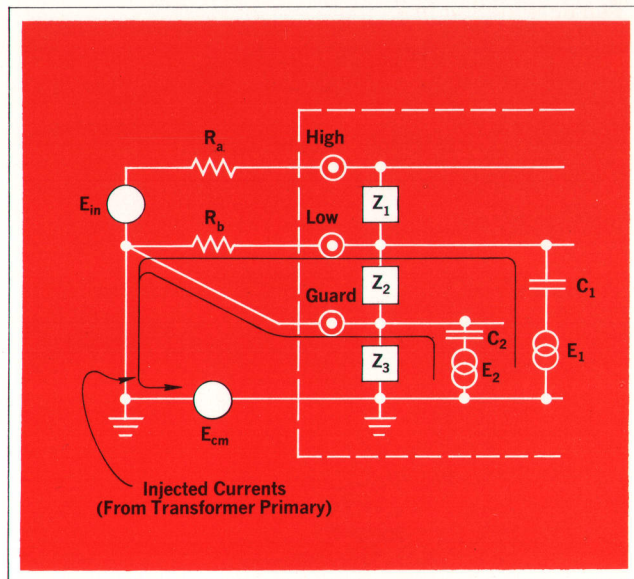 High
Ra
Ein
Z1
Low
Rb
Z2
C1
Guard
C2
E1
Z3
E2
Ecm
Injected Currents
(From Transformer Primary)